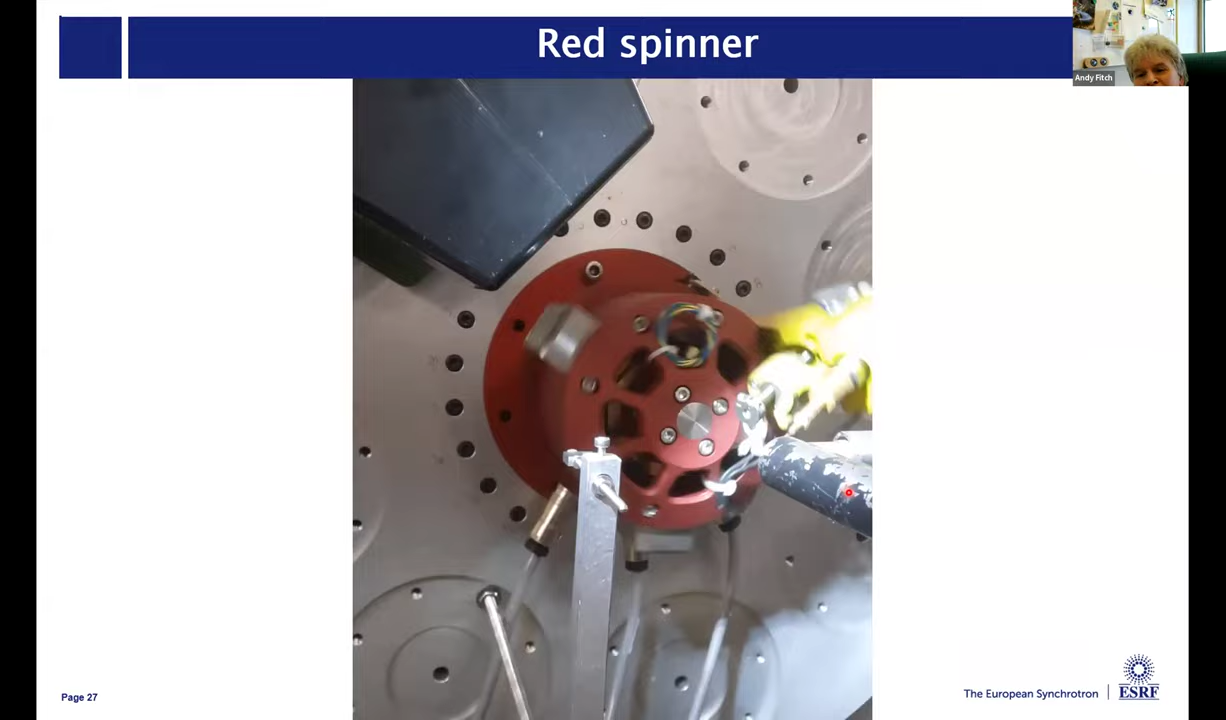 Red spinner
Andy Fitch
Page 27
The European Synchrotron
ESRF